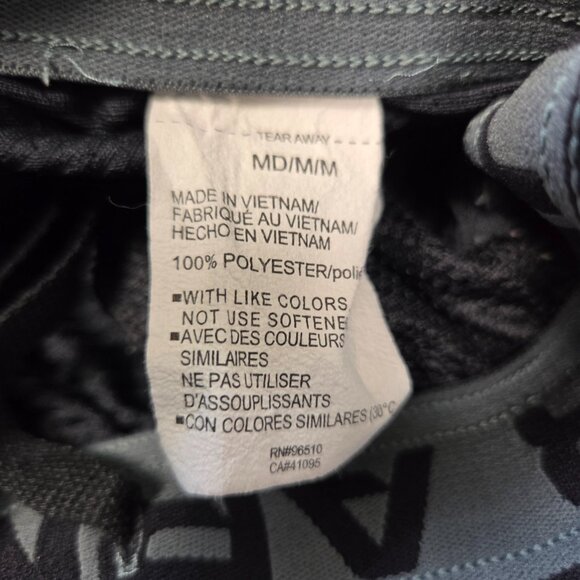 TEAR AWAY
MD/M/M
MADE IN VIETNAM/
FABRIQUÉ AU VIETNAM/
HECHO EN VIETNAM
100% POLYESTER/poli
■WITH LIKE COLORS
NOT USE SOFTENE
■AVEC DES COULEURS
SIMILAIRES
NE PAS UTILISER
D'ASSOUPLISSANTS
■CON COLORES SIMILARES (30°C
RN#96510
CA#41095